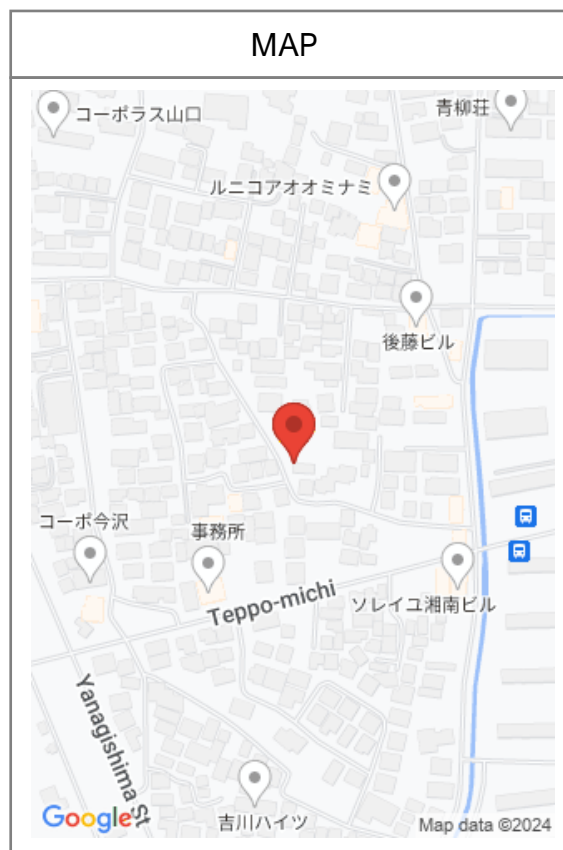 MAP
コーポラス山口
青柳荘
ルニコアオオミナミ
後藤ビル
コーポ今沢
事務所
Teppo-michi
ソレイユ湘南ビル
Yanagishima St
吉川ハイツ
Google
Map data ©2024